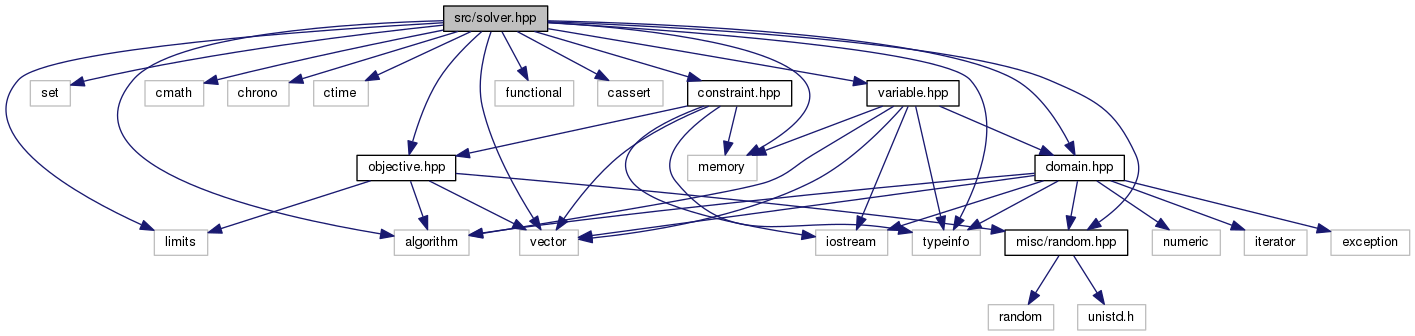 src/solver.hpp
set
cmath
chrono
ctime
functional
cassert
constraint.hpp
variable.hpp
objective.hpp
memory
domain.hpp
limits
algorithm
vector
iostream
typeinfo
misc/random.hpp
numeric
iterator
exception
random
unistd.h